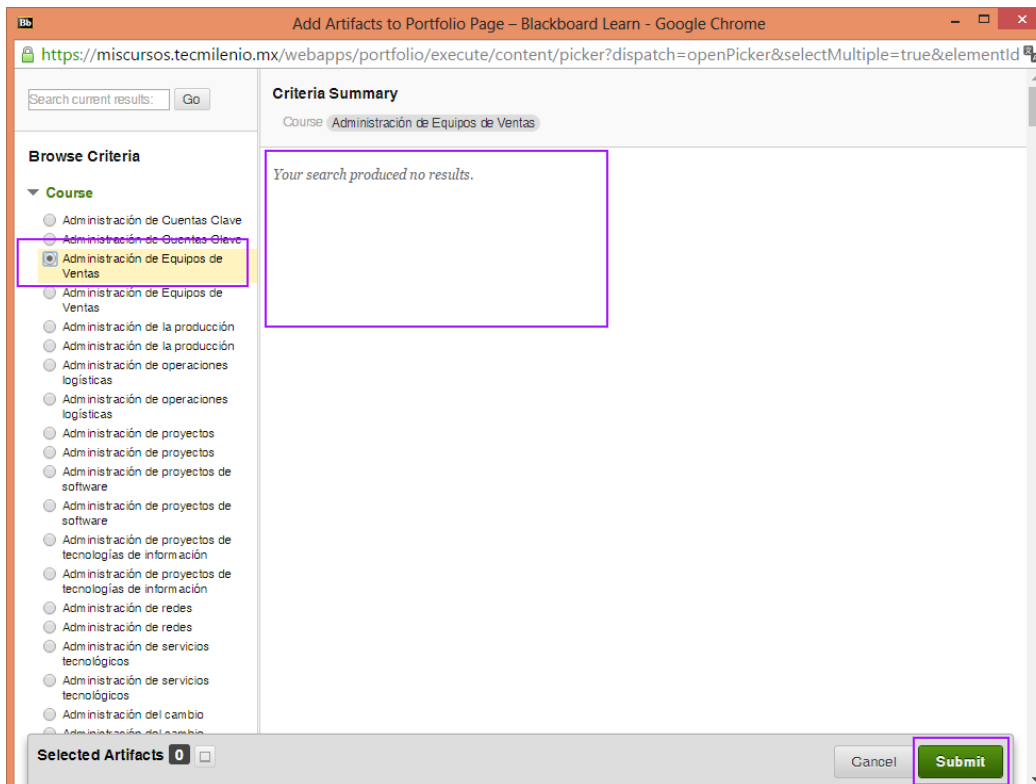 Bb
Add Artifacts to Portfolio Page – Blackboard Learn - Google Chrome
https://miscursos.tecmilenio.mx/webapps/portfolio/execute/content/picker?dispatch=openPicker&selectMultiple=true&elementId
Search current results:
Go
Criteria Summary
Course Administración de Equipos de Ventas
Browse Criteria
Your search produced no results.
Course
Administración de Cuentas Clave
Administración de Cuentas Clave
Administración de Equipos de
Ventas
Administración de Equipos de
Ventas
Administración de la producción
Administración de la producción
Administración de operaciones
logísticas
Administración de operaciones
logísticas
Administración de proyectos
Administración de proyectos
Administración de proyectos de
software
Administración de proyectos de
software
Administración de proyectos de
tecnologías de información
Administración de proyectos de
tecnologías de información
Administración de redes
Administración de redes
Administración de servicios
tecnológicos
Administración de servicios
tecnológicos
Administración del cambio
Administración del cambio
Selected Artifacts 0
Cancel
Submit